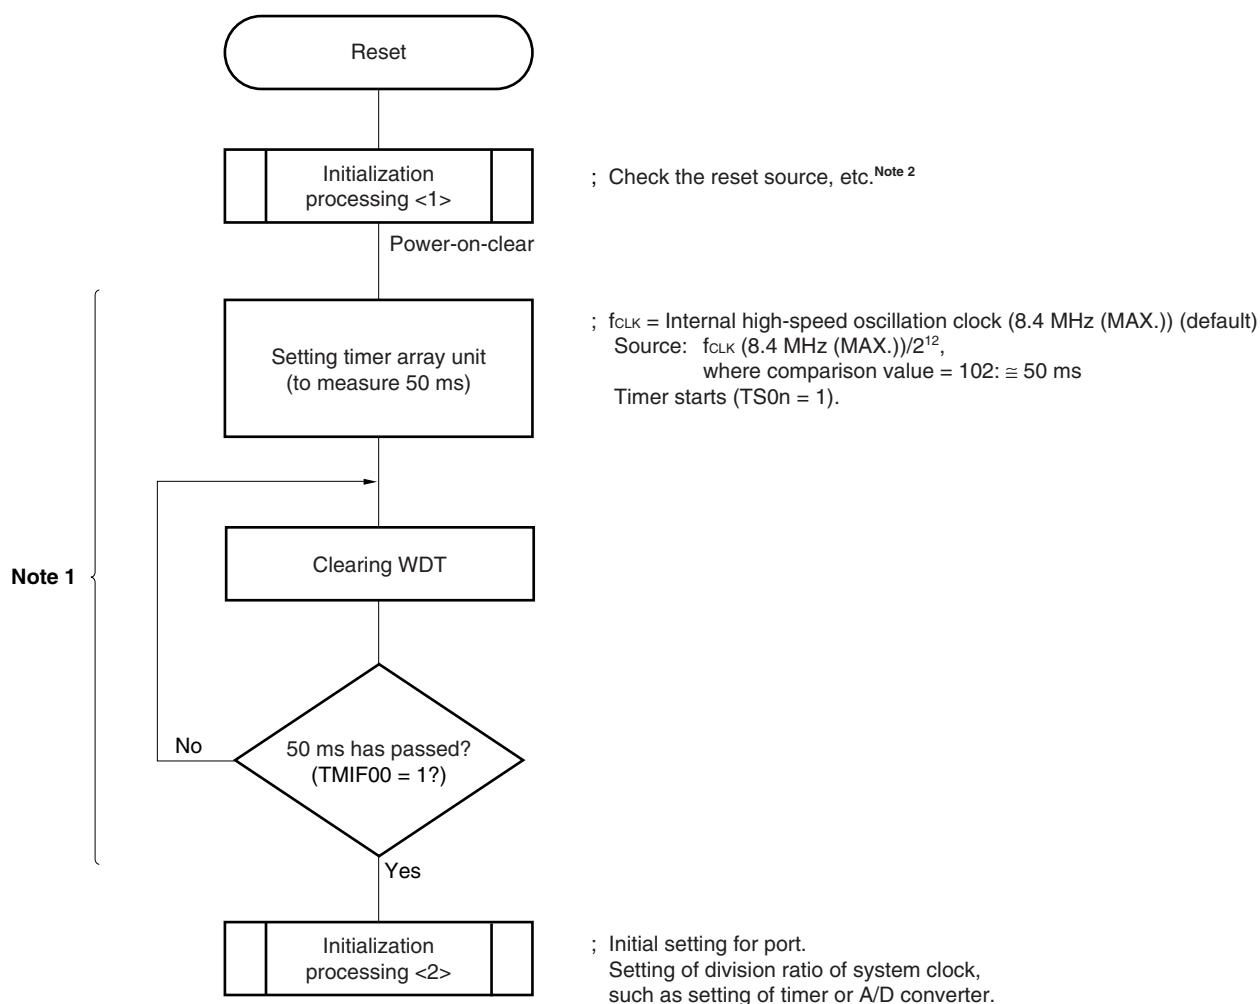 Reset
Initialization
processing <1>
; Check the reset source, etc.Note 2
Power-on-clear
Setting timer array unit
(to measure 50 ms)
; fCLK = Internal high-speed oscillation clock (8.4 MHz (MAX.)) (default)
Source: fCLK (8.4 MHz (MAX.))/2¹²,
where comparison value = 102: ≅ 50 ms
Timer starts (TS0n = 1).
Note 1
Clearing WDT
No
50 ms has passed?
(TMIF00 = 1?)
Yes
Initialization
processing <2>
; Initial setting for port.
Setting of division ratio of system clock,
such as setting of timer or A/D converter.